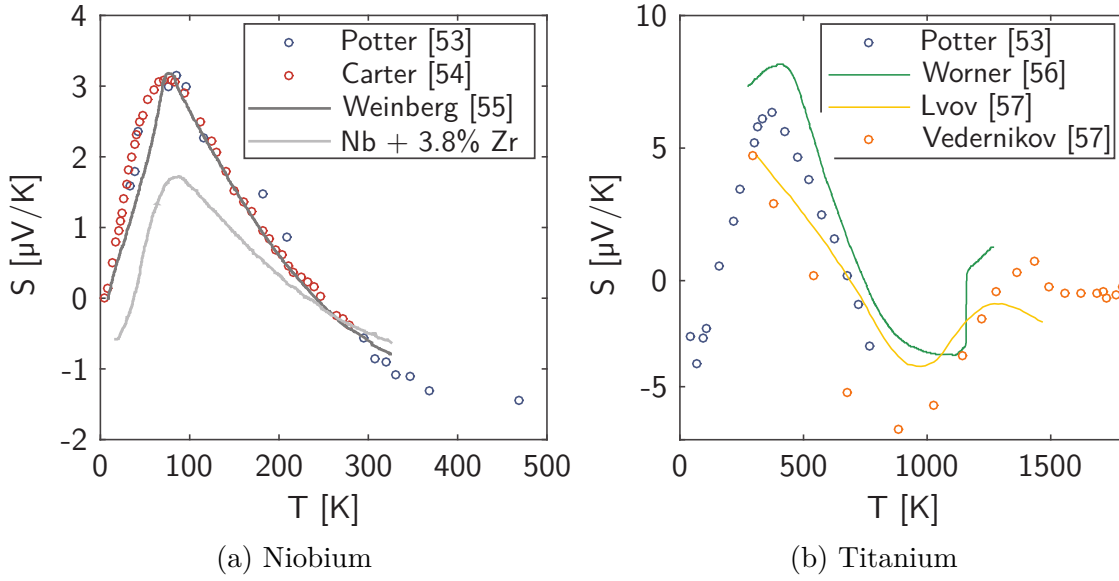 4
3
2
1
0
-1
-2
S [µV/K]
0 100 200 300 400 500
T [K]
Potter [53]
Carter [54]
Weinberg [55]
Nb + 3.8% Zr
(a) Niobium
10
5
0
-5
S [µV/K]
0 500 1000 1500
T [K]
Potter [53]
Worner [56]
Lvov [57]
Vedernikov [57]
(b) Titanium